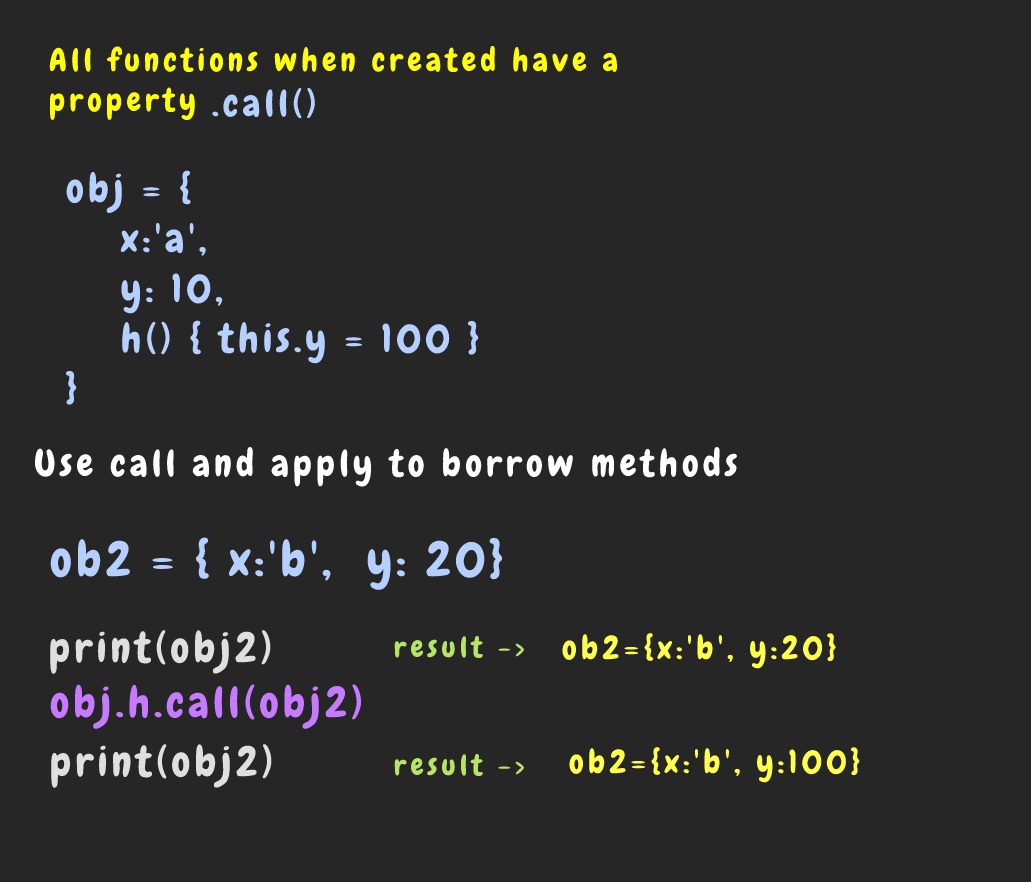 All functions when created have a
property .call()
obj = {
x:'a',
y: 10,
h() { this.y = 100 }
}
Use call and apply to borrow methods
ob2 = { x:'b', y: 20}
print(obj2) result -> ob2={x:'b', y:20}
obj.h.call(obj2)
print(obj2) result -> ob2={x:'b', y:100}